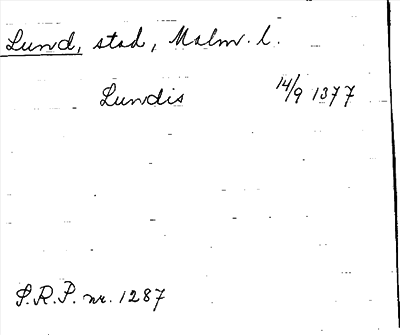 Lund, stad, Malm. l.
Lundis 14/9 1377
S.R.P. nr. 1287